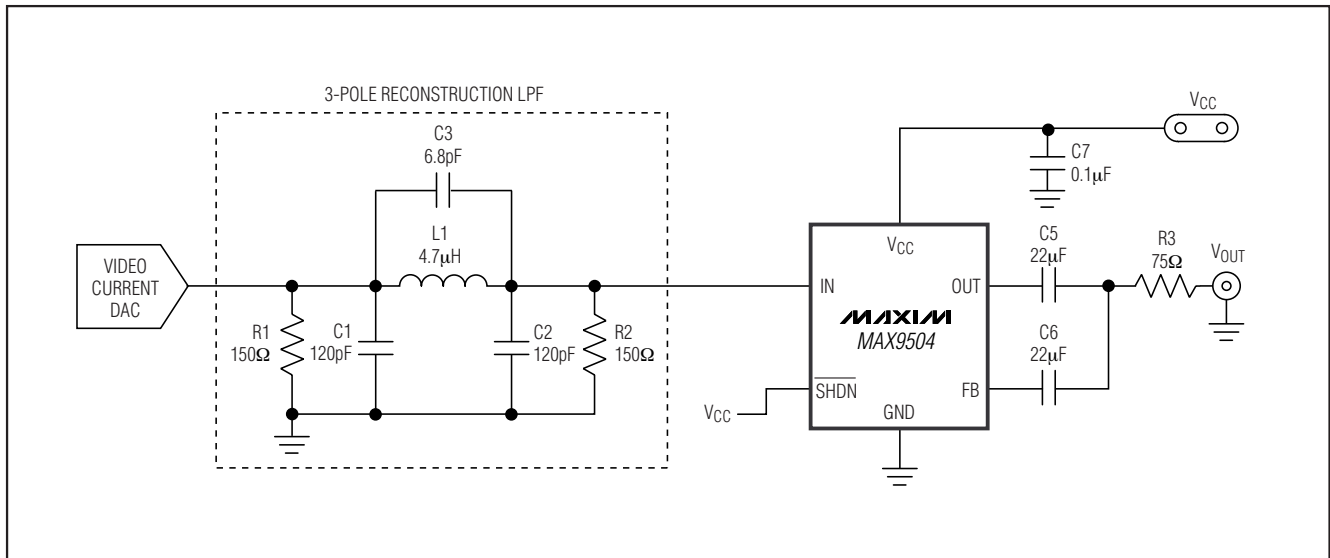 3-POLE RECONSTRUCTION LPF
VIDEO
CURRENT
DAC
R1
150Ω
C1
120pF
C3
6.8pF
L1
4.7μH
C2
120pF
R2
150Ω
VCC
C7
0.1μF
VCC
IN
OUT
MAXIM
MAX9504
SHDN
FB
GND
VCC
C5
22μF
C6
22μF
R3
75Ω
VOUT